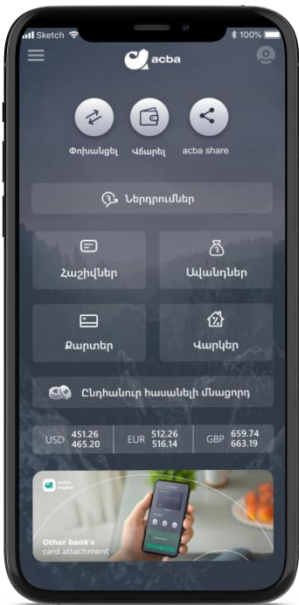 Sketch
100%
acba
Փոխանցել
Վճարել
acba share
Ներդրումներ
Հաշիվներ
Ավանդներ
Քարտեր
Վարկեր
Ընդհանուր հասանելի մնացորդ
USD 451.26 465.20
EUR 512.26 516.14
GBP 659.74 663.19
Other bank's
card attachment